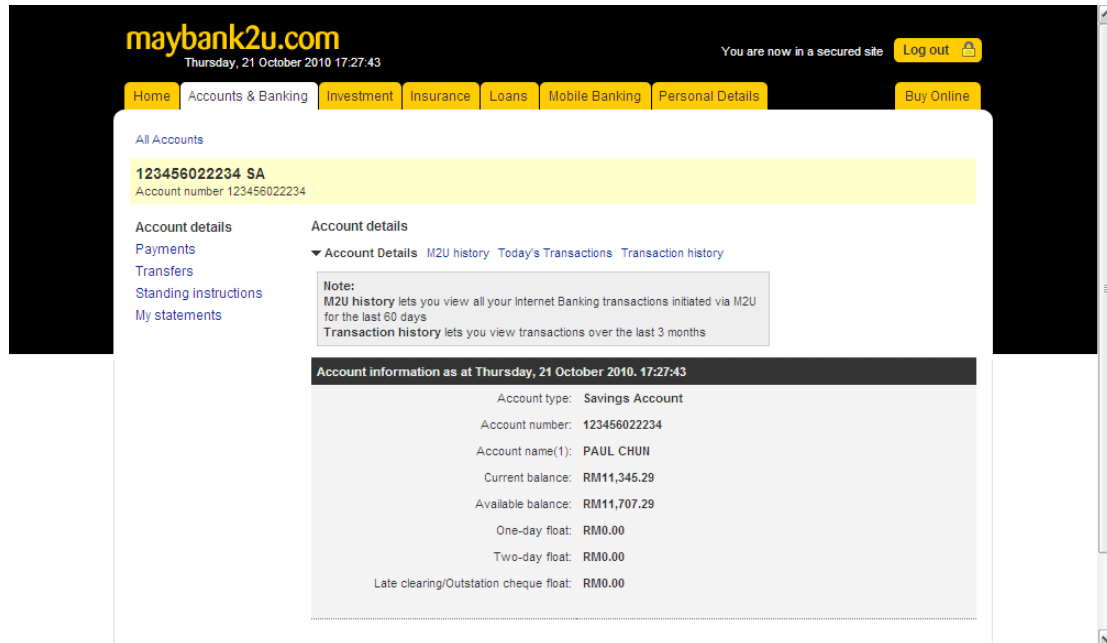 maybank2u.com
Thursday, 21 October 2010 17:27:43
You are now in a secured site
Log out
Home
Accounts & Banking
Investment
Insurance
Loans
Mobile Banking
Personal Details
Buy Online
All Accounts
123456022234 SA
Account number 123456022234
Account details
Payments
Transfers
Standing instructions
My statements
Account details
Account Details M2U history Today's Transactions Transaction history
Note:
M2U history lets you view all your Internet Banking transactions initiated via M2U
for the last 60 days
Transaction history lets you view transactions over the last 3 months
Account information as at Thursday, 21 October 2010. 17:27:43
Account type: Savings Account
Account number: 123456022234
Account name(1): PAUL CHUN
Current balance: RM11,345.29
Available balance: RM11,707.29
One-day float: RM0.00
Two-day float: RM0.00
Late clearing/Outstation cheque float: RM0.00